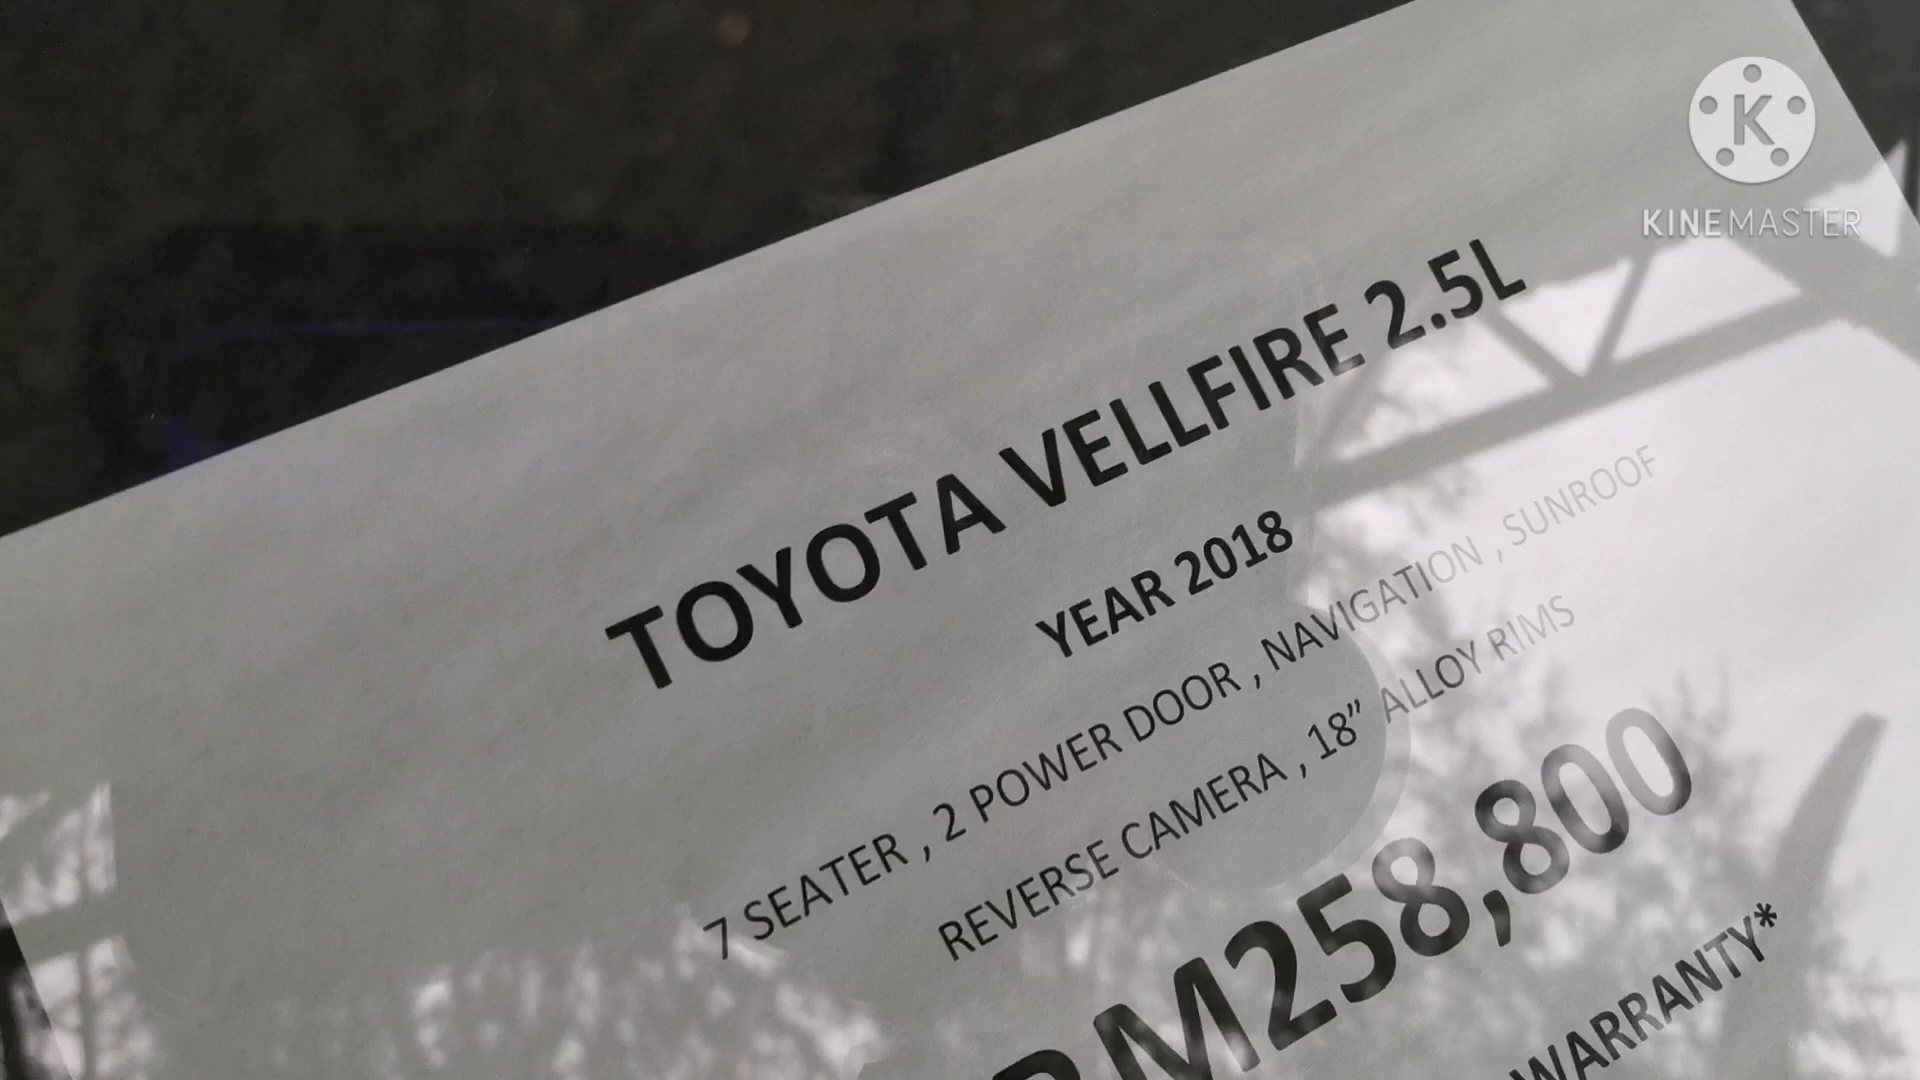 K
KINEMASTER
TOYOTA VELLFIRE 2.5L
YEAR 2018
7 SEATER , 2 POWER DOOR , NAVIGATION , SUNROOF
REVERSE CAMERA , 18" ALLOY RIMS
RM258,800
WARRANTY*